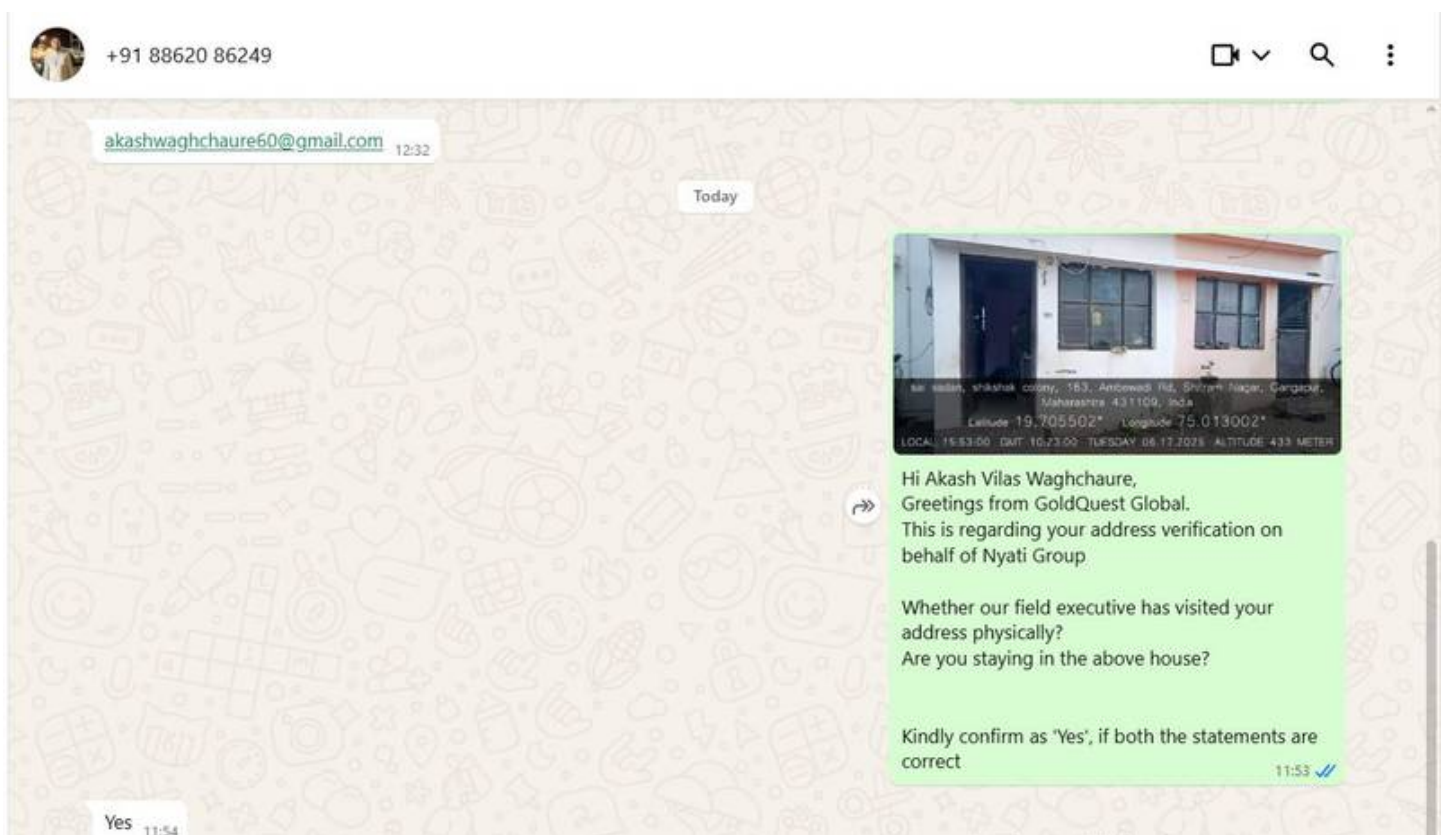 +91 88620 86249
akashwaghchaure60@gmail.com 12:32
Today
sai sadan, shikshak colony, 163, Ambewadi Rd, Shriram Nagar, Gangapur,
Maharashtra 431109, India
Latitude 19.705502° Longitude 75.013002°
LOCAL 15:53:00 GMT 10:23:00 TUESDAY 06.17.2025 ALTITUDE 433 METER
Hi Akash Vilas Waghchaure,
Greetings from GoldQuest Global.
This is regarding your address verification on
behalf of Nyati Group
Whether our field executive has visited your
address physically?
Are you staying in the above house?
Kindly confirm as 'Yes', if both the statements are
correct
11:53
Yes 11:54